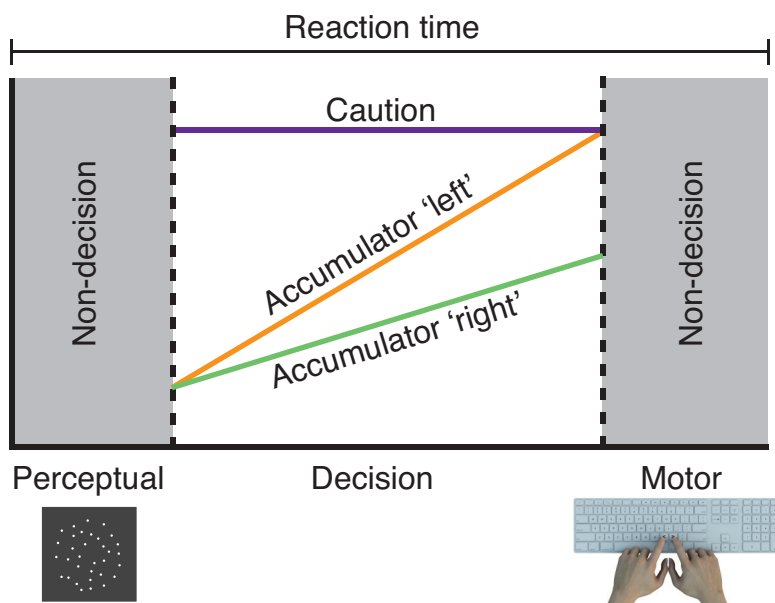 Reaction time
Caution
Non-decision
Accumulator ‘left’
Accumulator ‘right’
Non-decision
Perceptual
Decision
Motor